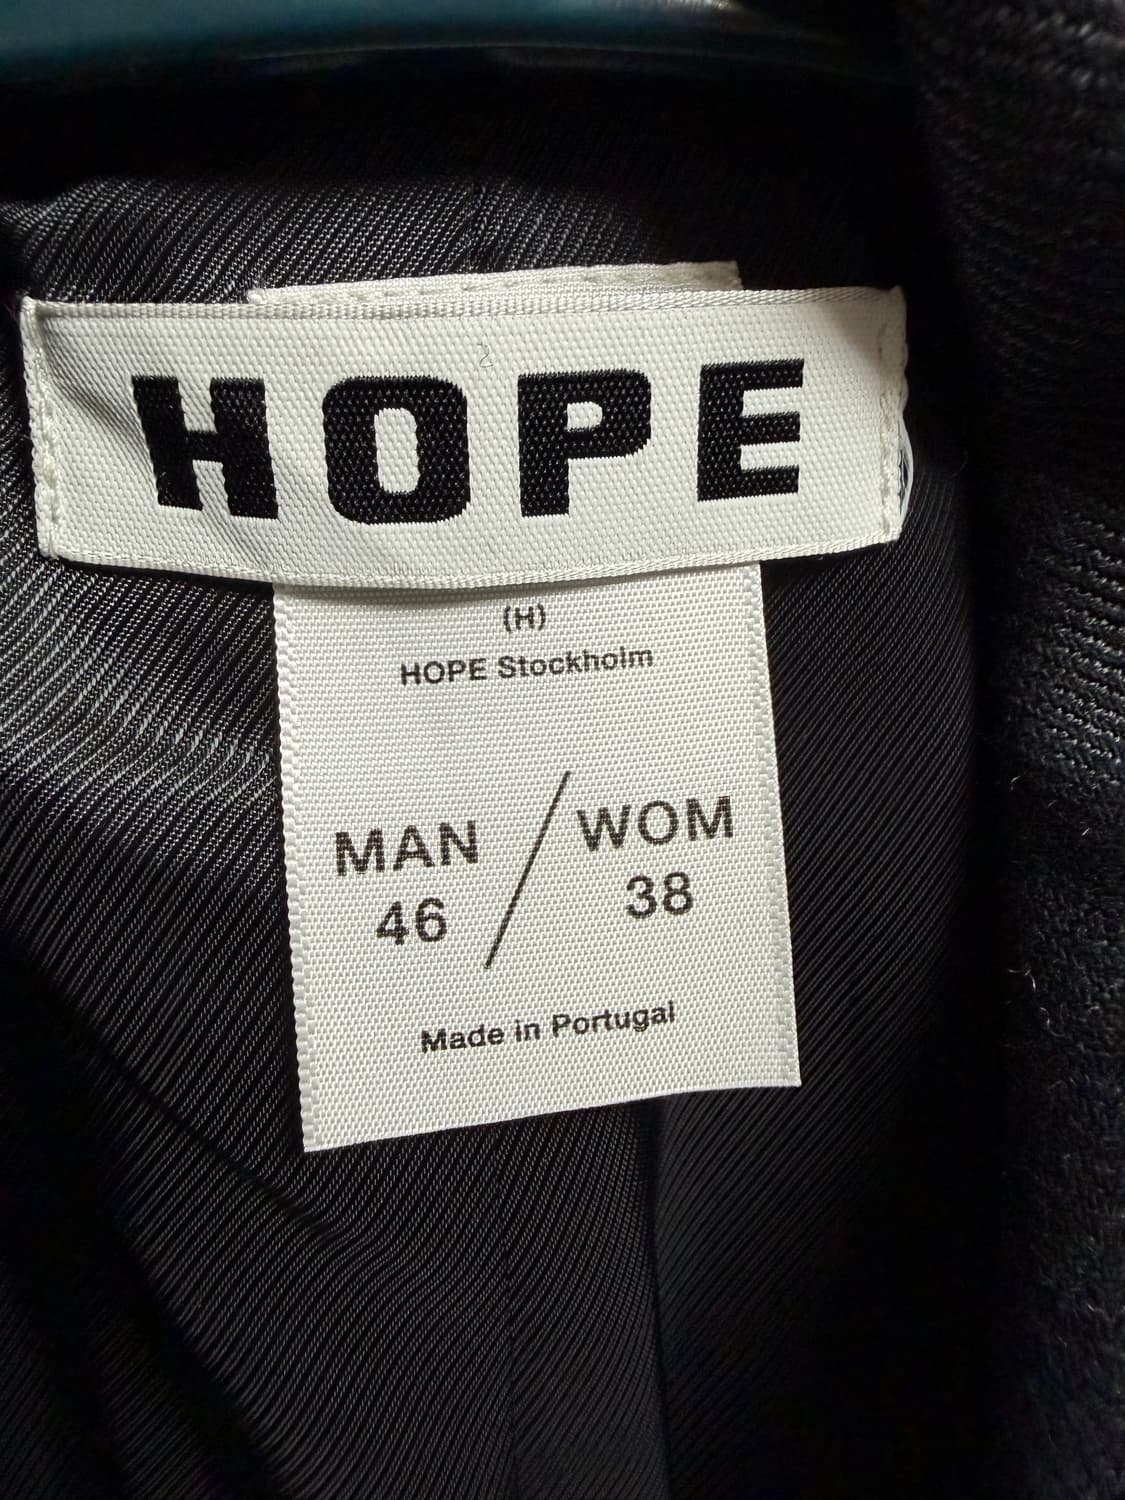 HOPE
(H)
HOPE Stockholm
MAN / WOM
46 38
Made in Portugal